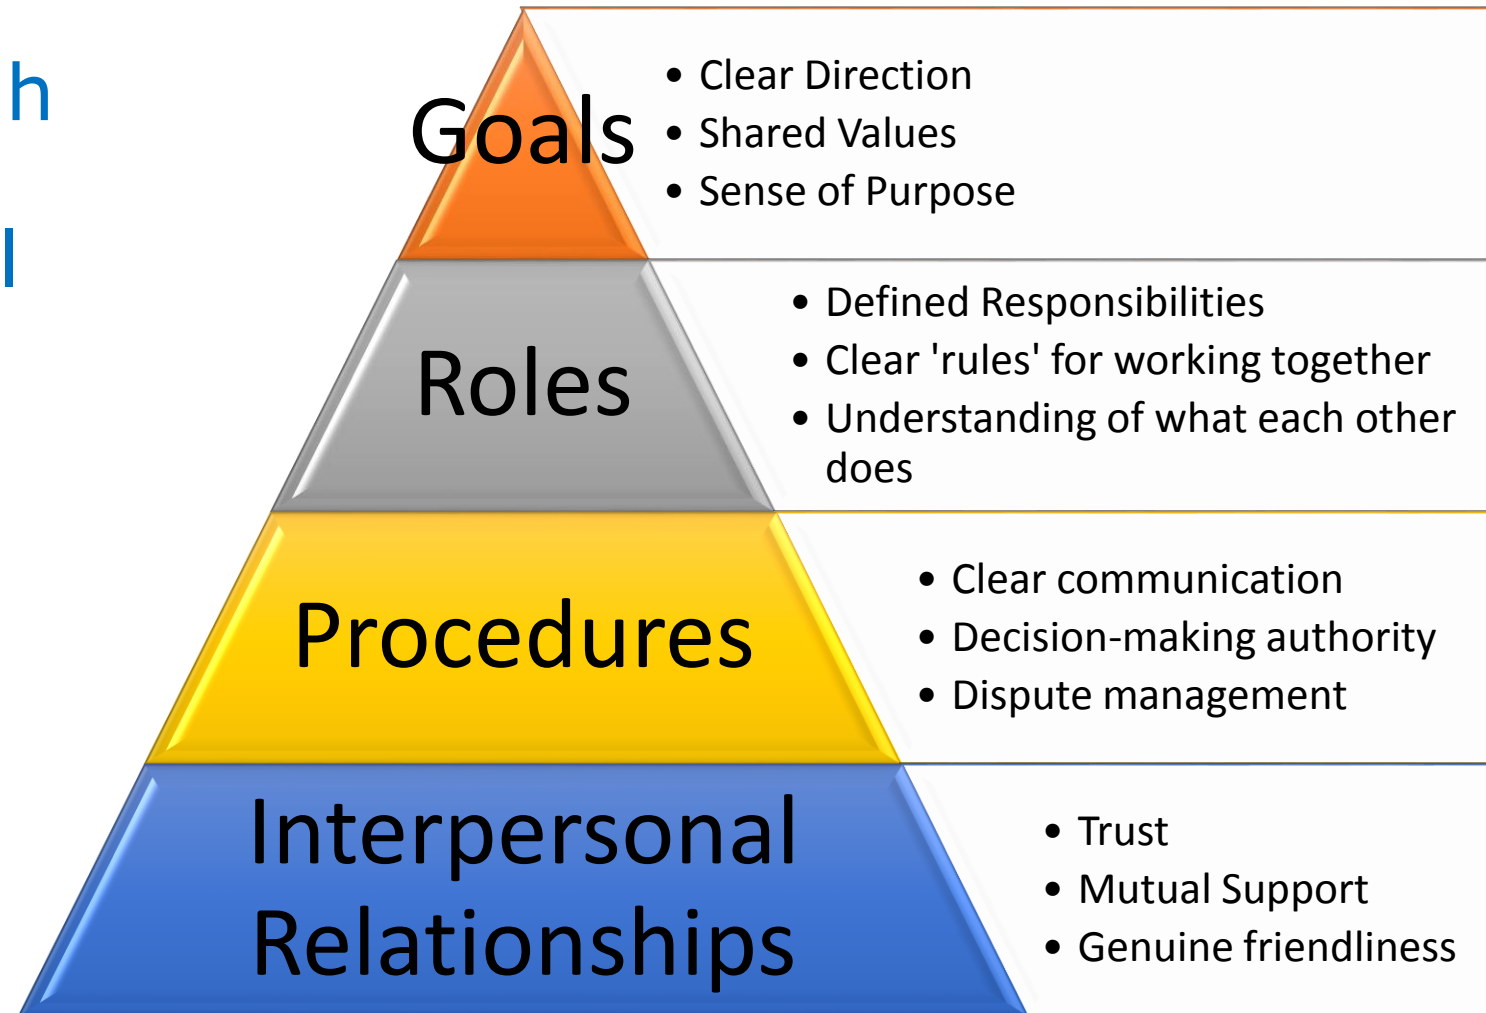 h
l
Goals
• Clear Direction
• Shared Values
• Sense of Purpose
Roles
• Defined Responsibilities
• Clear 'rules' for working together
• Understanding of what each other
does
Procedures
• Clear communication
• Decision-making authority
• Dispute management
Interpersonal
Relationships
• Trust
• Mutual Support
• Genuine friendliness